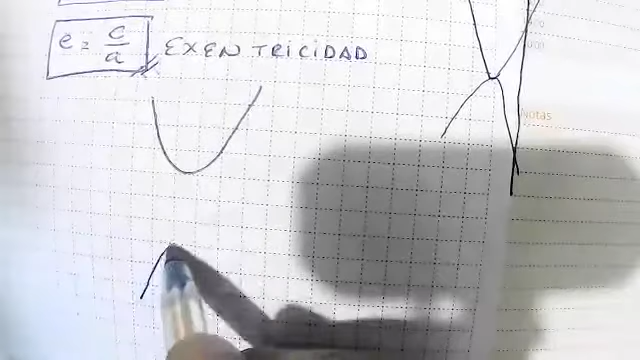 e = c/a EXENTRICIDAD
Notas